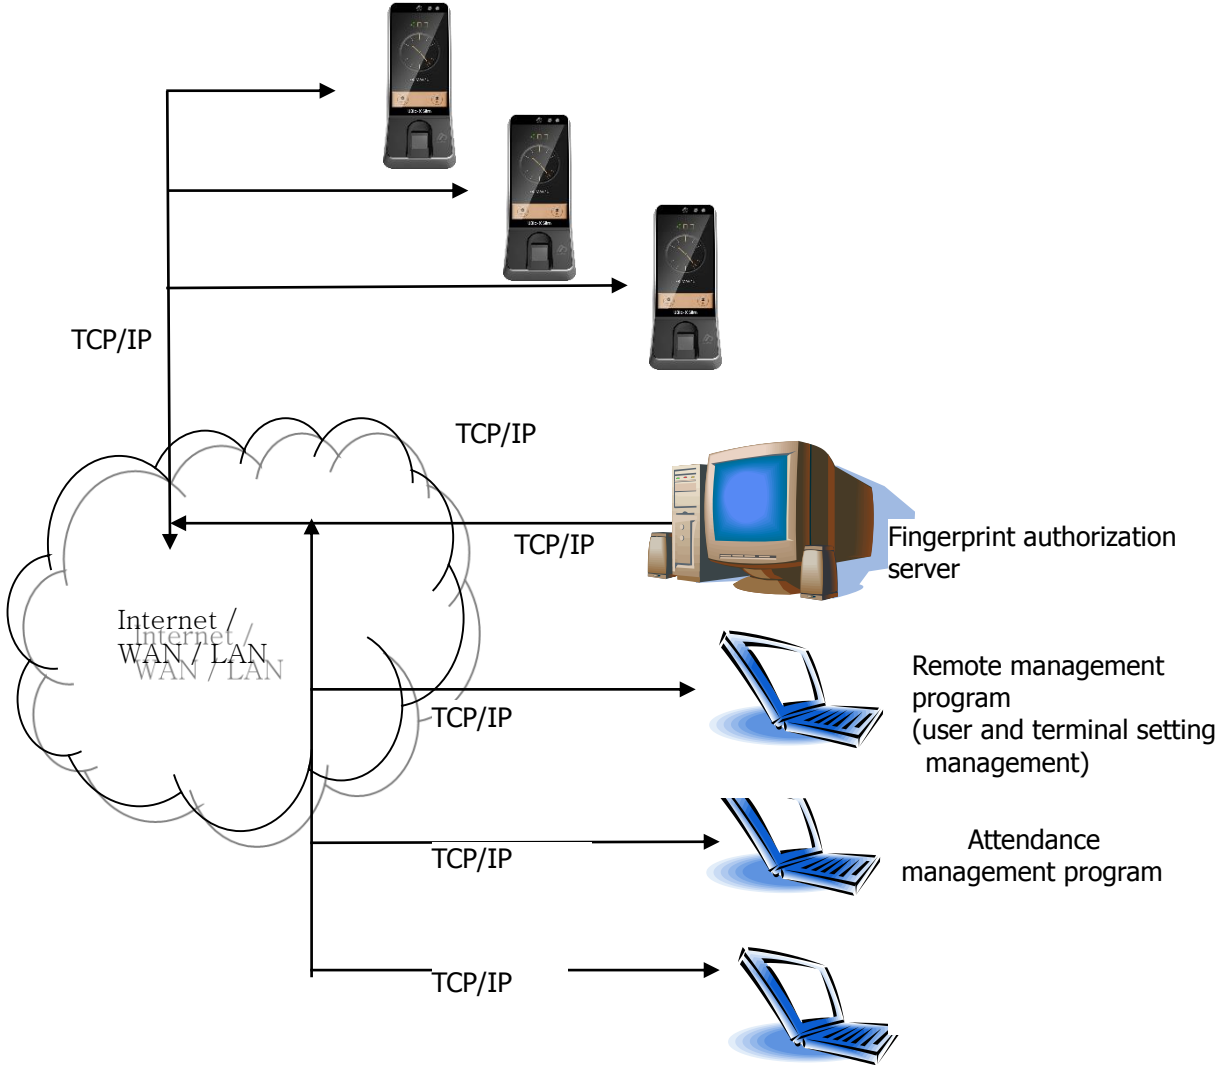 TCP/IP
TCP/IP
TCP/IP
Fingerprint authorization
server
Internet /
WAN / LAN
Remote management
program
(user and terminal setting
management)
TCP/IP
Attendance
management program
TCP/IP
TCP/IP